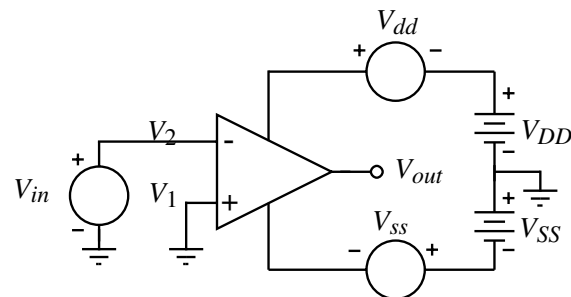 V_dd
+ −
+
V_DD
−
V_2
−
+
V_in
−
V_1
+
V_out
+
V_SS
−
V_ss
− +